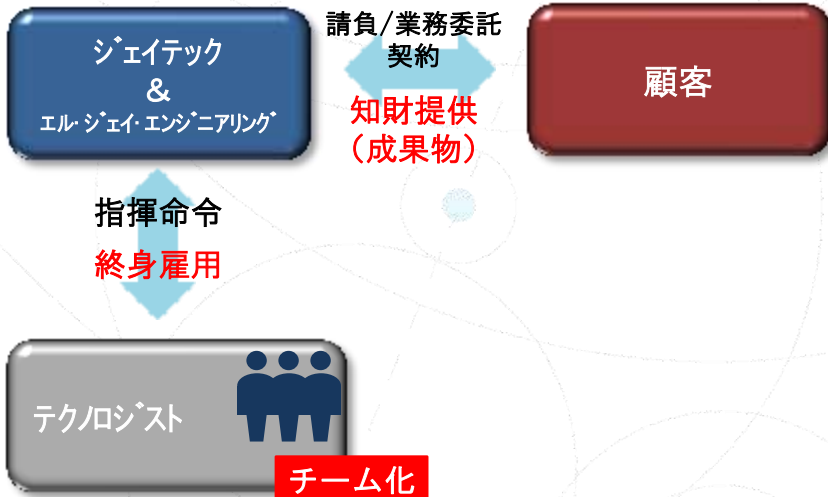 ジェイテック
&
エル・ジェイ・エンジニアリング
請負/業務委託
契約
知財提供
（成果物）
顧客
指揮命令
終身雇用
テクノロジスト
チーム化